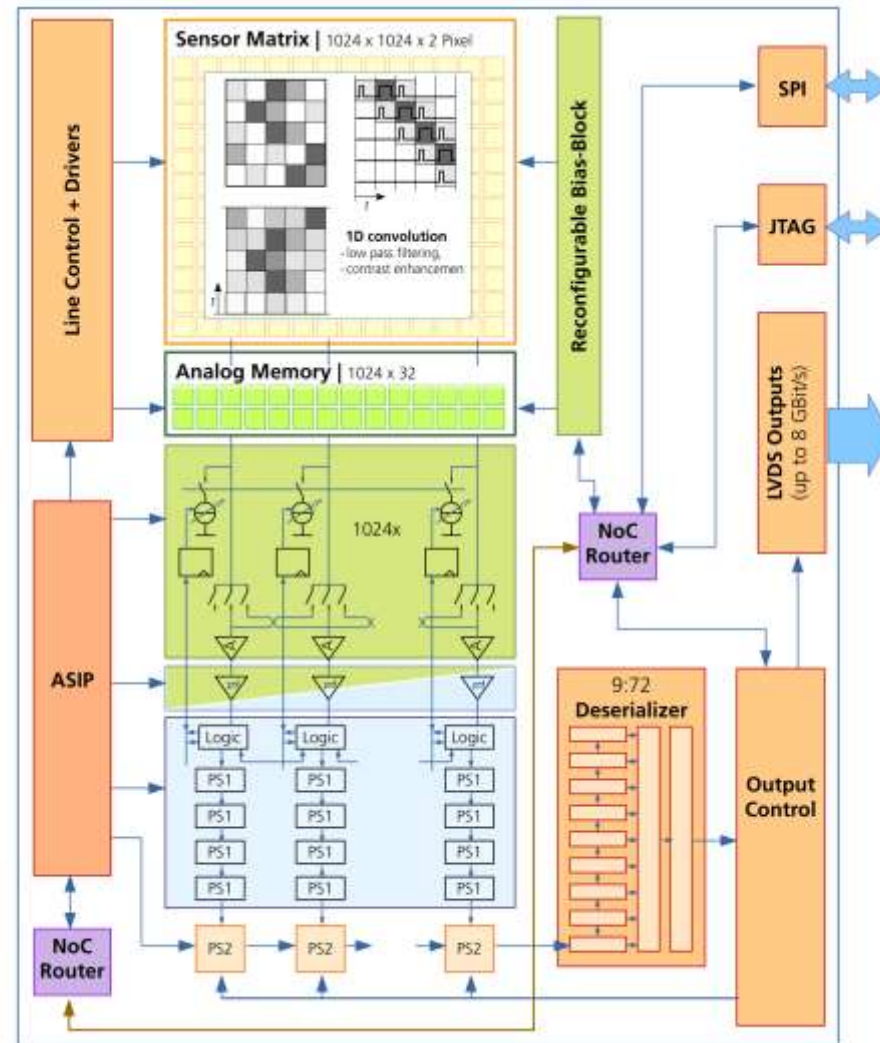 Sensor Matrix | 1024 x 1024 x 2 Pixel
t
1D convolution
- low pass filtering,
- contrast enhancemen
t
Line Control + Drivers
Reconfigurable Bias-Block
SPI
JTAG
LVDS Outputs
(up to 8 GBit/s)
Analog Memory | 1024 x 32
1024x
A
A
A
NoC
Router
ASIP
9:72
Deserializer
Logic
Logic
Logic
PS1
PS1
PS1
PS1
PS1
PS1
PS1
PS1
PS1
PS1
PS1
PS1
Output
Control
NoC
Router
PS2
PS2
PS2